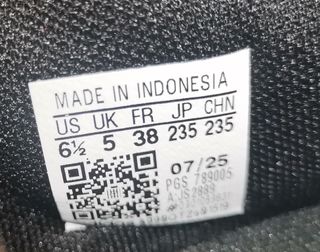 MADE IN INDONESIA
US UK FR JP CHN
6½ 5 38 235 235
07/25
PGS 789005